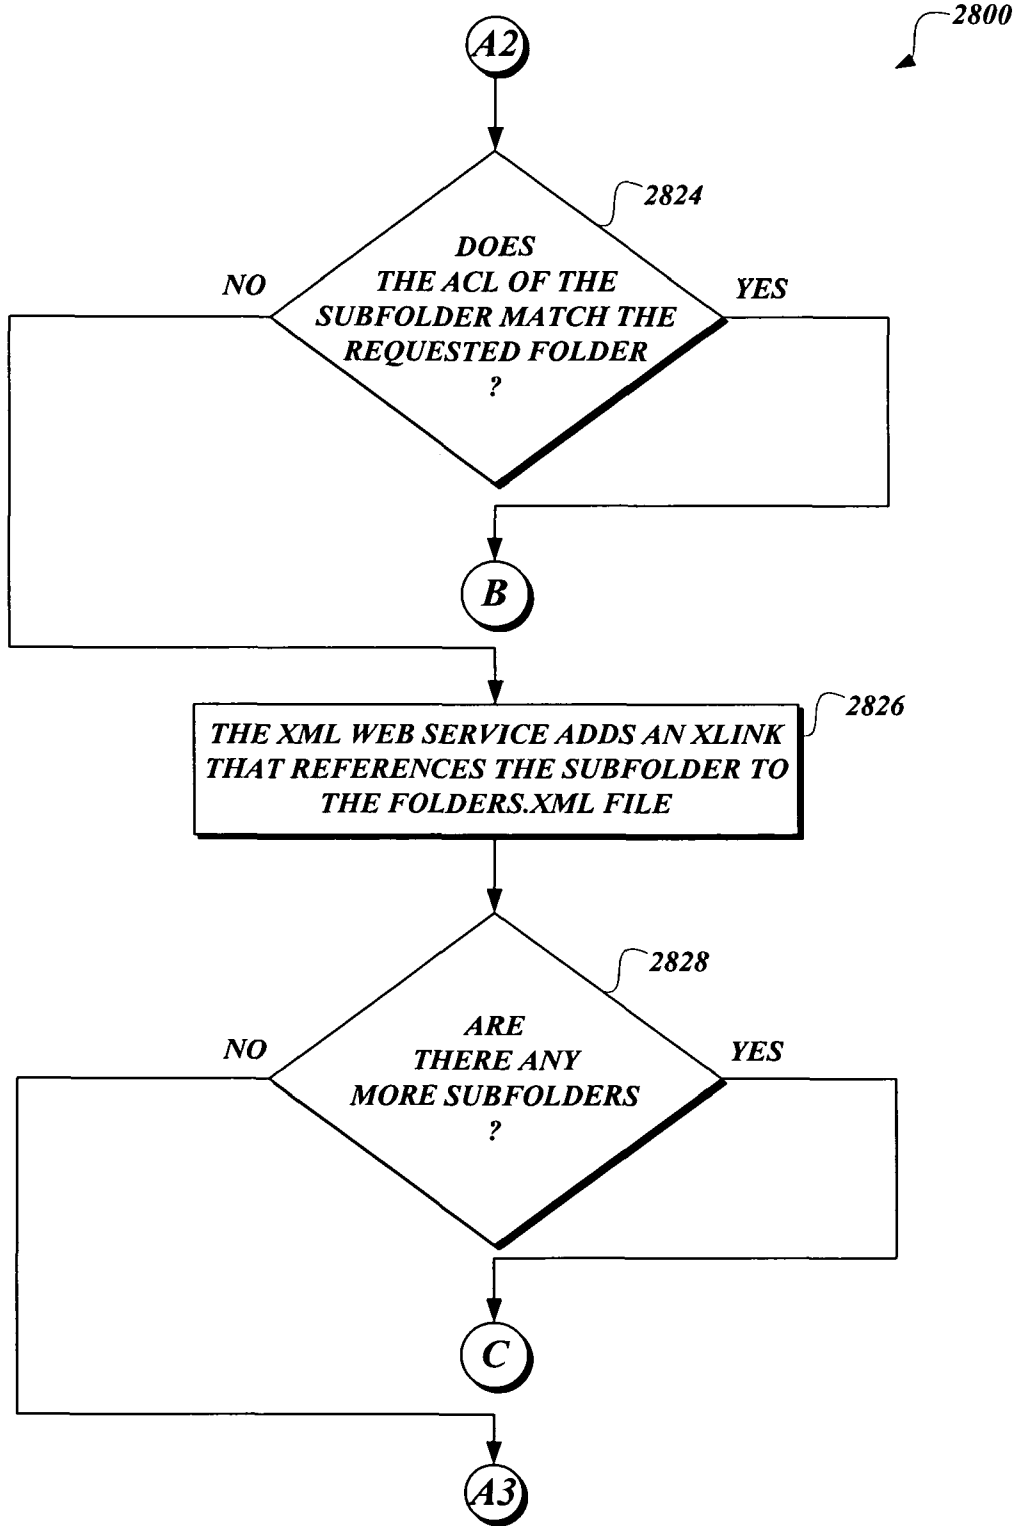 2800
A2
2824
DOES
THE ACL OF THE
SUBFOLDER MATCH THE
REQUESTED FOLDER
?
NO
YES
B
2826
THE XML WEB SERVICE ADDS AN XLINK
THAT REFERENCES THE SUBFOLDER TO
THE FOLDERS.XML FILE
2828
ARE
THERE ANY
MORE SUBFOLDERS
?
NO
YES
C
A3